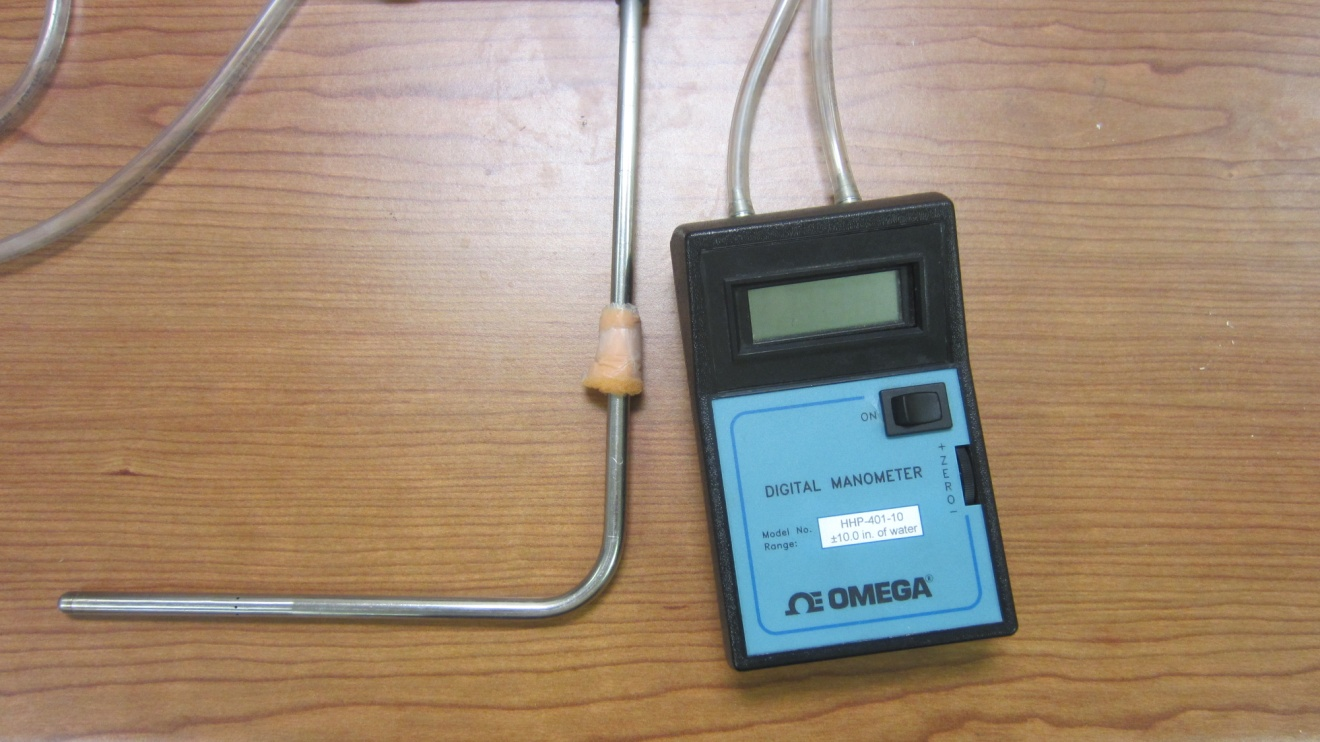 ON
+ ZERO -
DIGITAL MANOMETER
Model No. HHP-401-10
Range: ±10.0 in. of water
ΩE OMEGA®